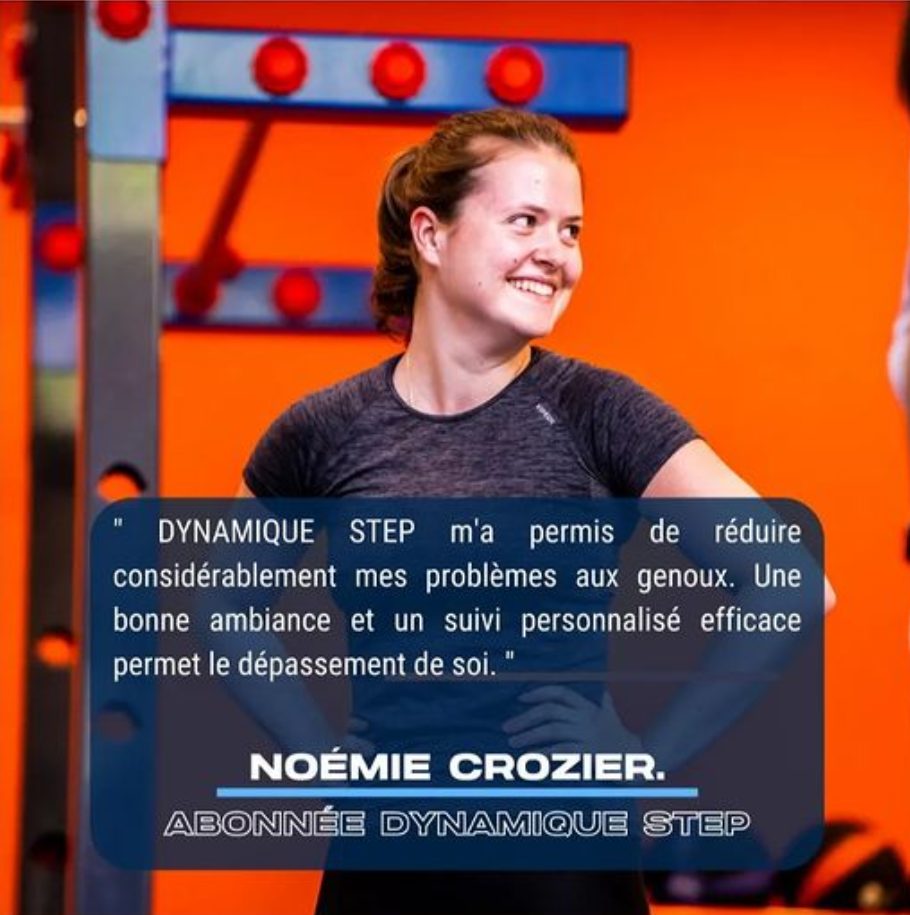 " DYNAMIQUE STEP m'a permis de réduire
considérablement mes problèmes aux genoux. Une
bonne ambiance et un suivi personnalisé efficace
permet le dépassement de soi. "
NOÉMIE CROZIER.
ABONNÉE DYNAMIQUE STEP